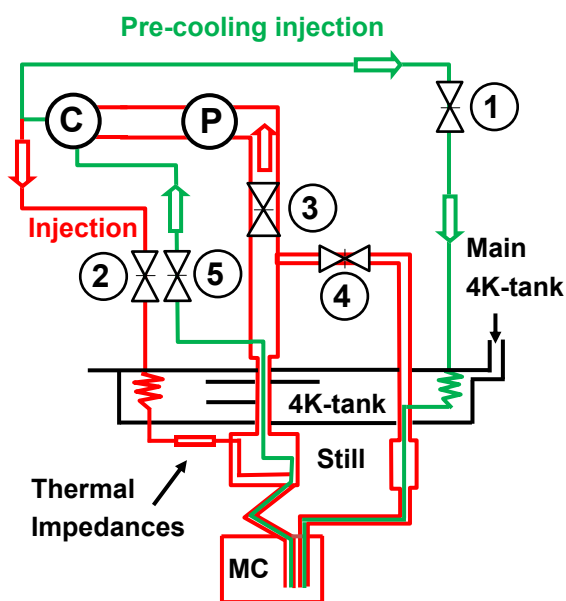 Pre-cooling injection
1
C
P
Injection
3
2
5
4
Main
4K-tank
4K-tank
Still
Thermal
Impedances
MC